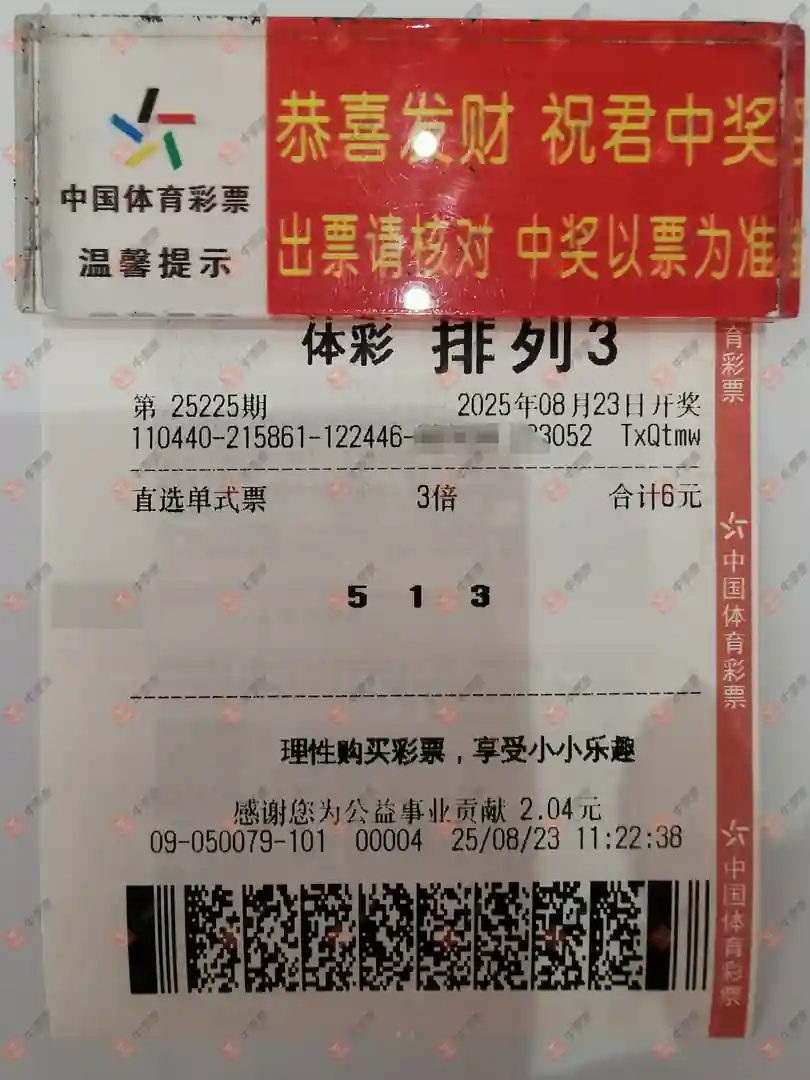 恭喜发财 祝君中奖
中国体育彩票
温馨提示
出票请核对 中奖以票为准
体彩 排列3
第 25225期 2025年08月23日开奖
110440-215861-122446- 3052 TxQtmw
直选单式票 3倍 合计6元
5 1 3
理性购买彩票，享受小小乐趣
感谢您为公益事业贡献 2.04元
09-050079-101 00004 25/08/23 11:22:38
育彩票
中国体育彩票
中国体育彩票